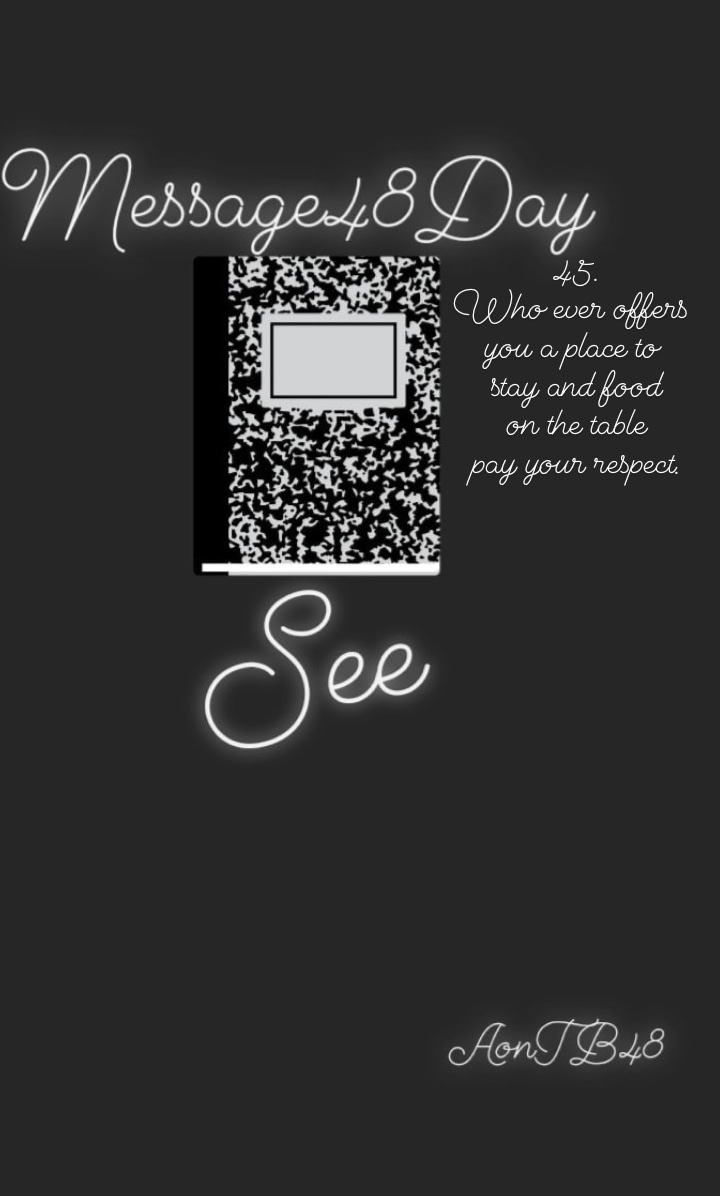 Message48Day
45.
Who ever offers
you a place to
stay and food
on the table
pay your respect.
See
AonTB48